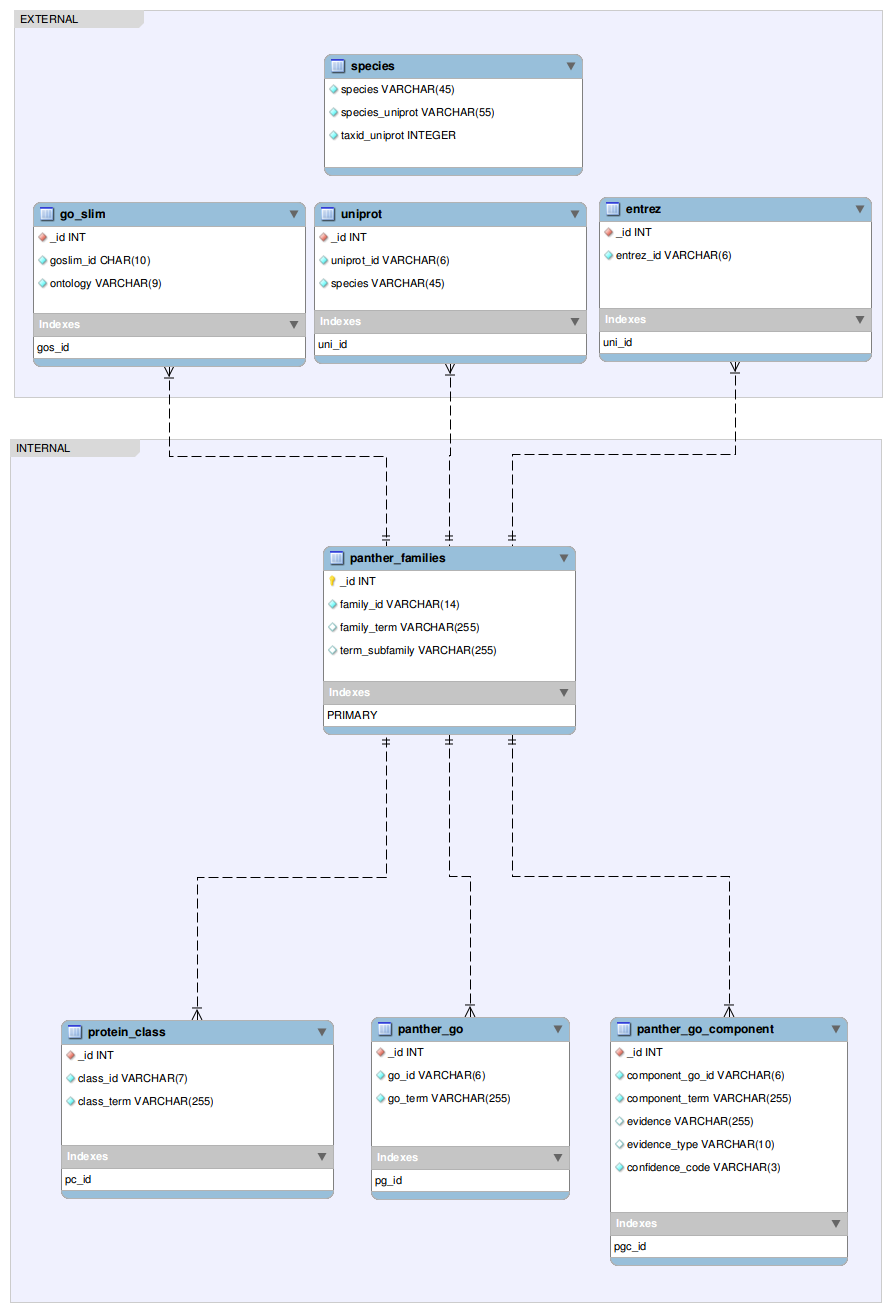 EXTERNAL
species
species VARCHAR(45)
species_uniprot VARCHAR(55)
taxid_uniprot INTEGER
go_slim
_id INT
goslim_id CHAR(10)
ontology VARCHAR(9)
Indexes
gos_id
uniprot
_id INT
uniprot_id VARCHAR(6)
species VARCHAR(45)
Indexes
uni_id
entrez
_id INT
entrez_id VARCHAR(6)
Indexes
uni_id
INTERNAL
panther_families
_id INT
family_id VARCHAR(14)
family_term VARCHAR(255)
term_subfamily VARCHAR(255)
Indexes
PRIMARY
protein_class
_id INT
class_id VARCHAR(7)
class_term VARCHAR(255)
Indexes
pc_id
panther_go
_id INT
go_id VARCHAR(6)
go_term VARCHAR(255)
Indexes
pg_id
panther_go_component
_id INT
component_go_id VARCHAR(6)
component_term VARCHAR(255)
evidence VARCHAR(255)
evidence_type VARCHAR(10)
confidence_code VARCHAR(3)
Indexes
pgc_id